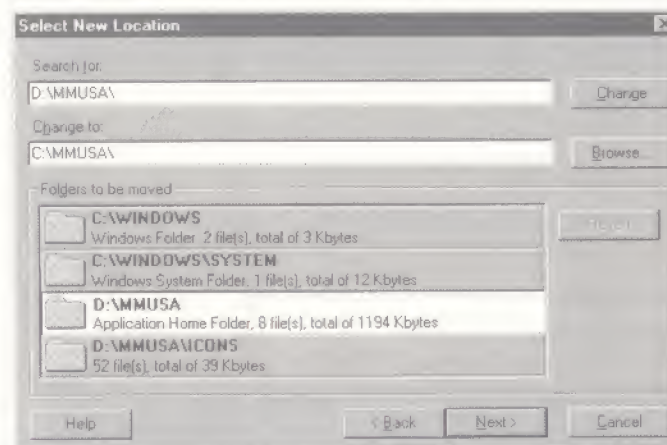 Select New Location
Search for:
D:\MMUSA\
Change
Change to:
C:\MMUSA\
Browse...
Folders to be moved
C:\WINDOWS
Windows Folder, 2 file(s), total of 3 Kbytes
C:\WINDOWS\SYSTEM
Windows System Folder, 1 file(s), total of 12 Kbytes
D:\MMUSA
Application Home Folder, 8 file(s), total of 1194 Kbytes
D:\MMUSA\ICONS
52 file(s), total of 39 Kbytes
Help
< Back
Next >
Cancel